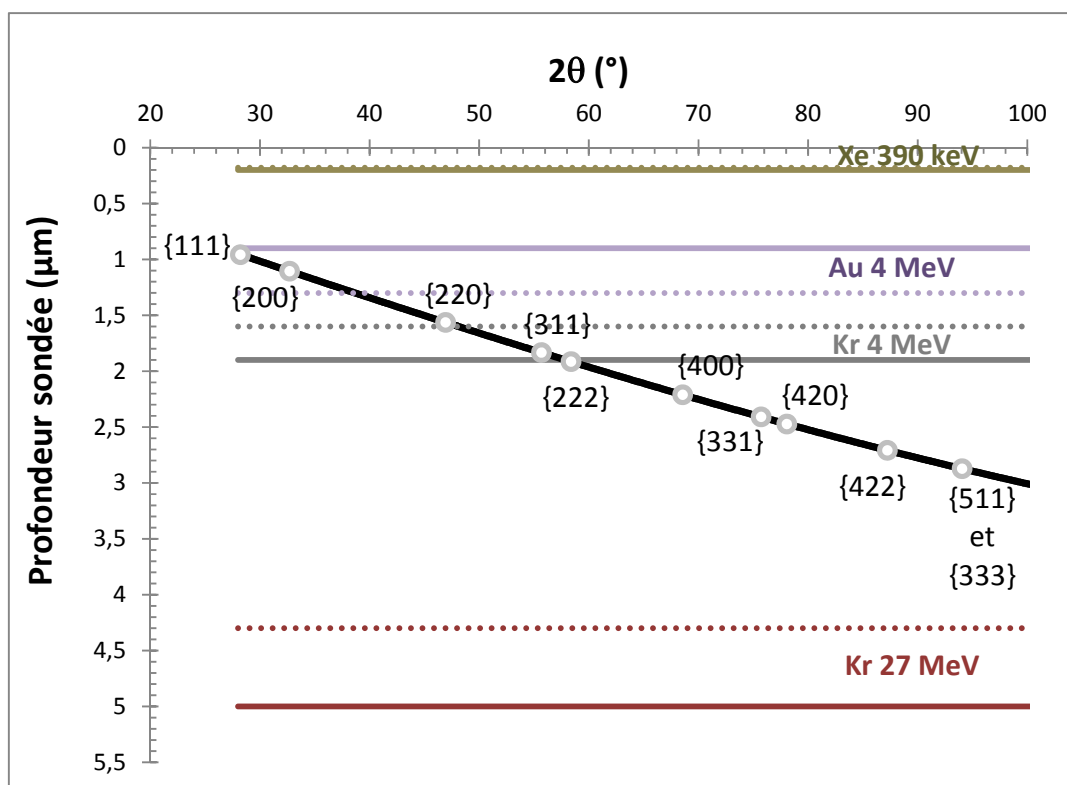 2θ (°)
20 30 40 50 60 70 80 90 100
Profondeur sondée (µm)
0
Xe 390 keV
0,5
{111}
1
Au 4 MeV
{200} {220}
1,5
{311}
Kr 4 MeV
2
{400}
{222} {420}
2,5
{331}
{422}
3
{511}
et
3,5
{333}
4
4,5
Kr 27 MeV
5
5,5